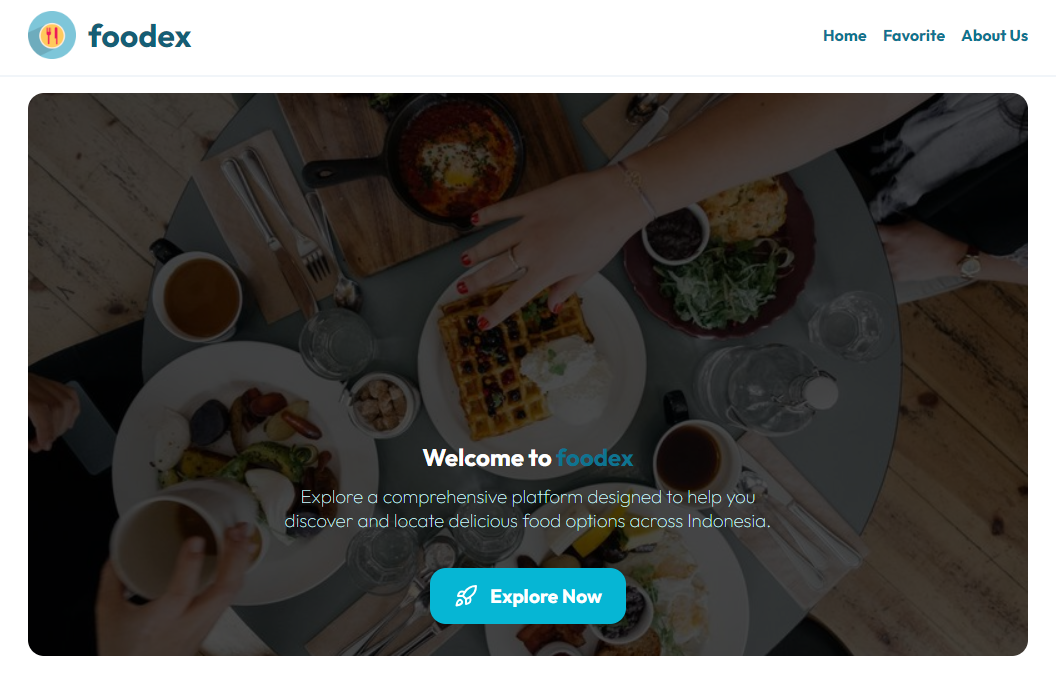 foodex
Home Favorite About Us
Welcome to foodex
Explore a comprehensive platform designed to help you
discover and locate delicious food options across Indonesia.
Explore Now